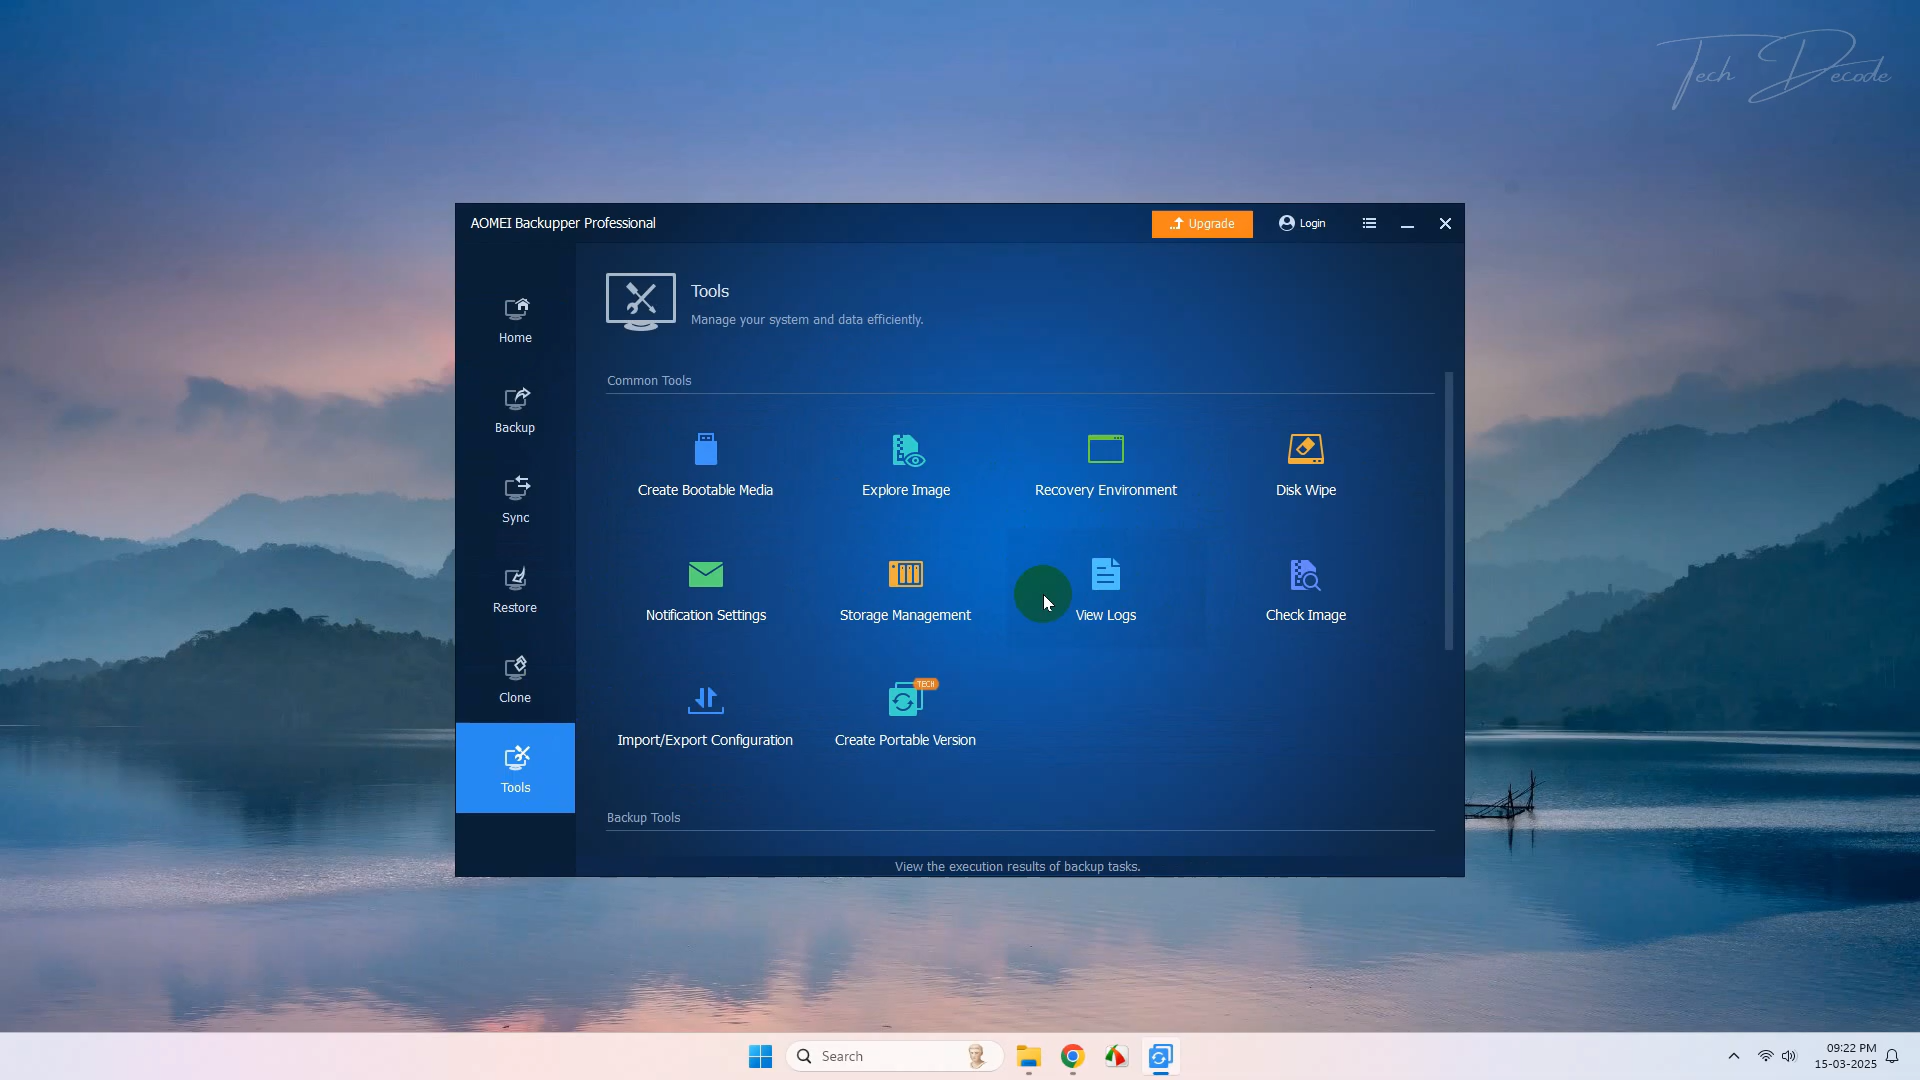 Tech Decode
AOMEI Backupper Professional
Upgrade
Login
Home
Backup
Sync
Restore
Clone
Tools
Tools
Manage your system and data efficiently.
Common Tools
Create Bootable Media
Explore Image
Recovery Environment
Disk Wipe
Notification Settings
Storage Management
View Logs
Check Image
Import/Export Configuration
TECH
Create Portable Version
Backup Tools
View the execution results of backup tasks.
Search
09:22 PM
15-03-2025